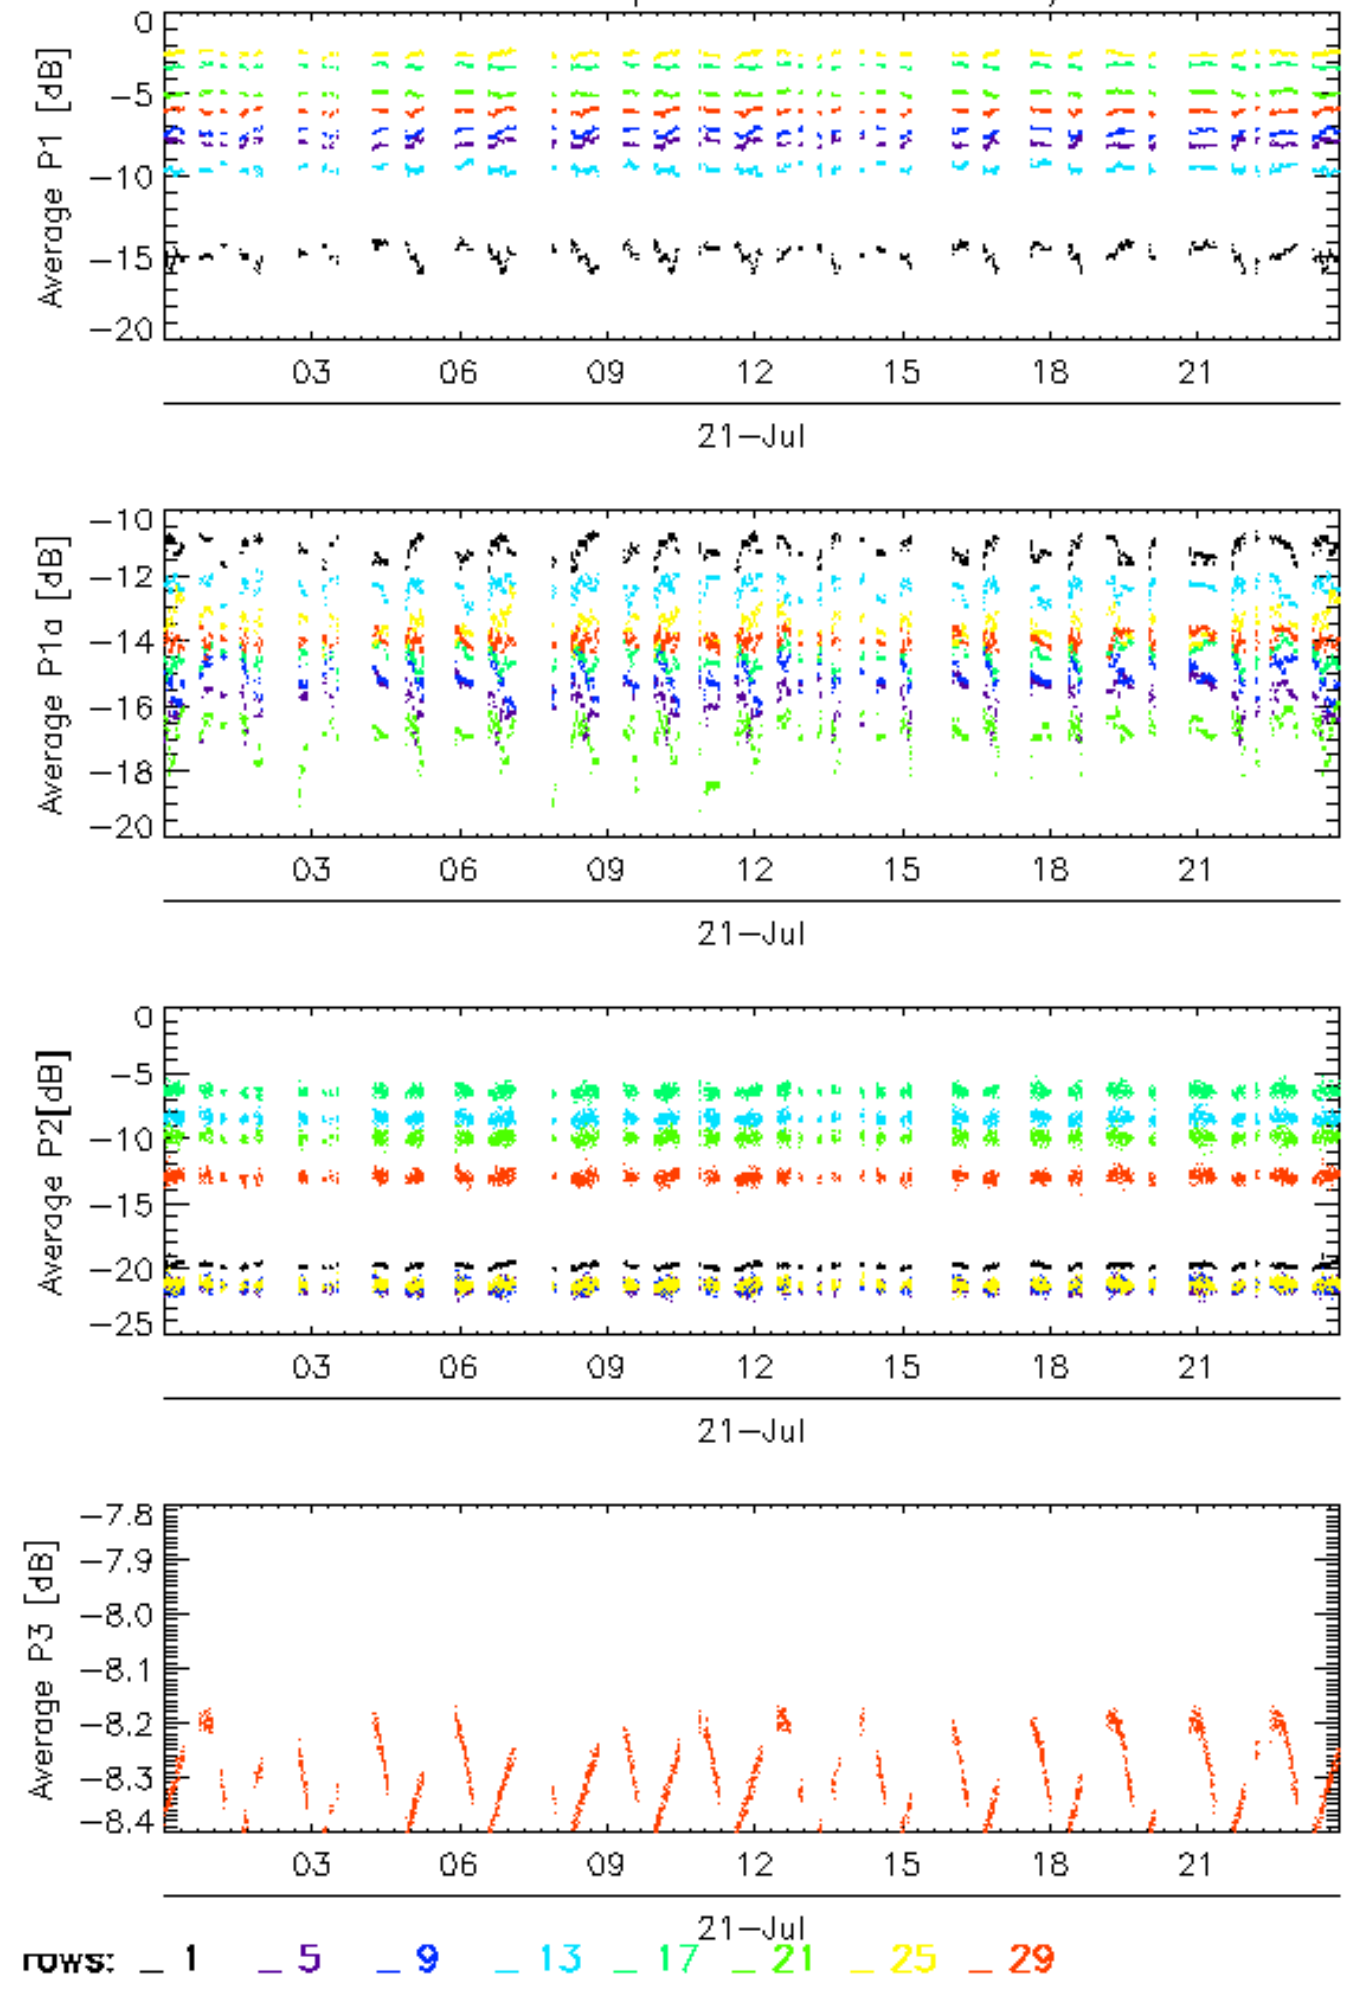 0
−5
−10
−15
−20
Average P1 [dB]
03 06 09 12 15 18 21
21−Jul
−10
−12
−14
−16
−18
−20
Average P1a [dB]
03 06 09 12 15 18 21
21−Jul
0
−5
−10
−15
−20
−25
Average P2[dB]
03 06 09 12 15 18 21
21−Jul
−7.8
−7.9
−8.0
−8.1
−8.2
−8.3
−8.4
Average P3 [dB]
03 06 09 12 15 18 21
21−Jul
rows: _ 1 _ 5 _ 9 _ 13 _ 17 _ 21 _ 25 _ 29